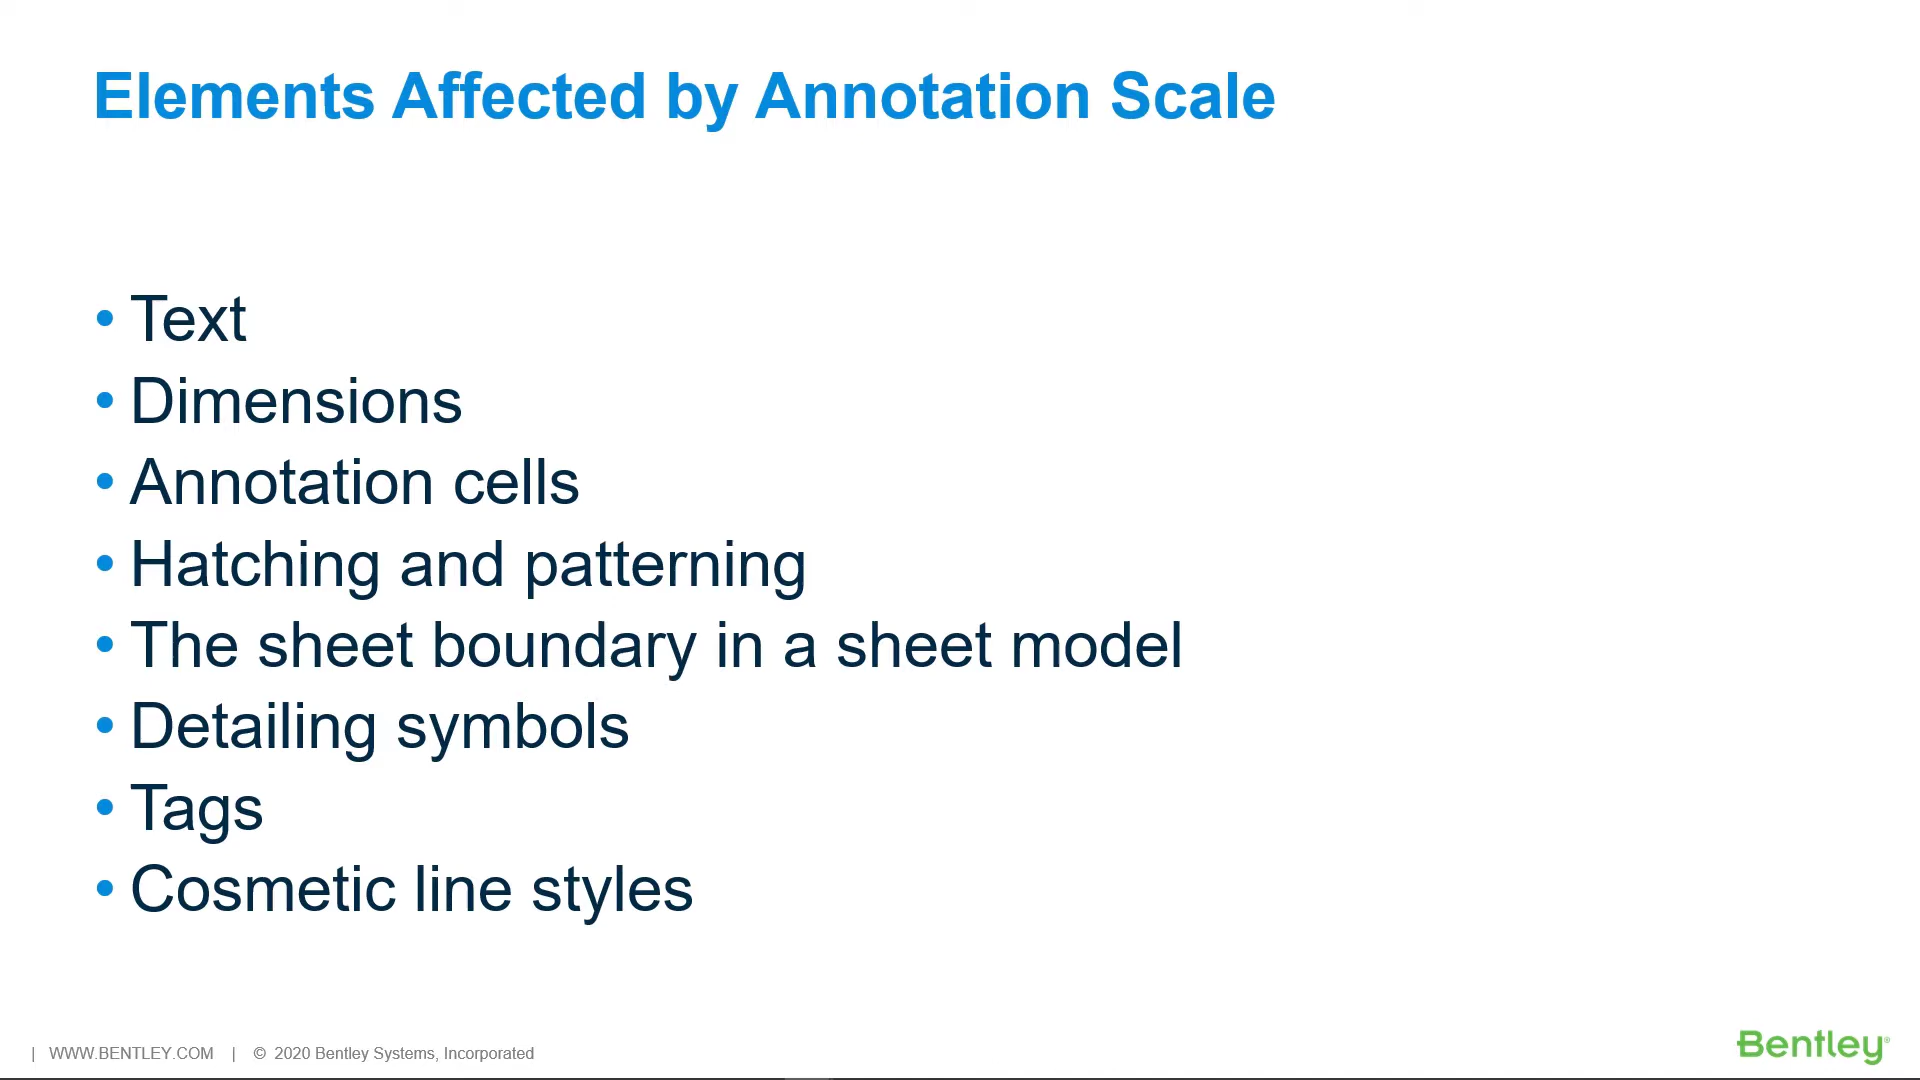 Elements Affected by Annotation Scale
• Text
• Dimensions
• Annotation cells
• Hatching and patterning
• The sheet boundary in a sheet model
• Detailing symbols
• Tags
• Cosmetic line styles
| WWW.BENTLEY.COM | © 2020 Bentley Systems, Incorporated
Bentley®